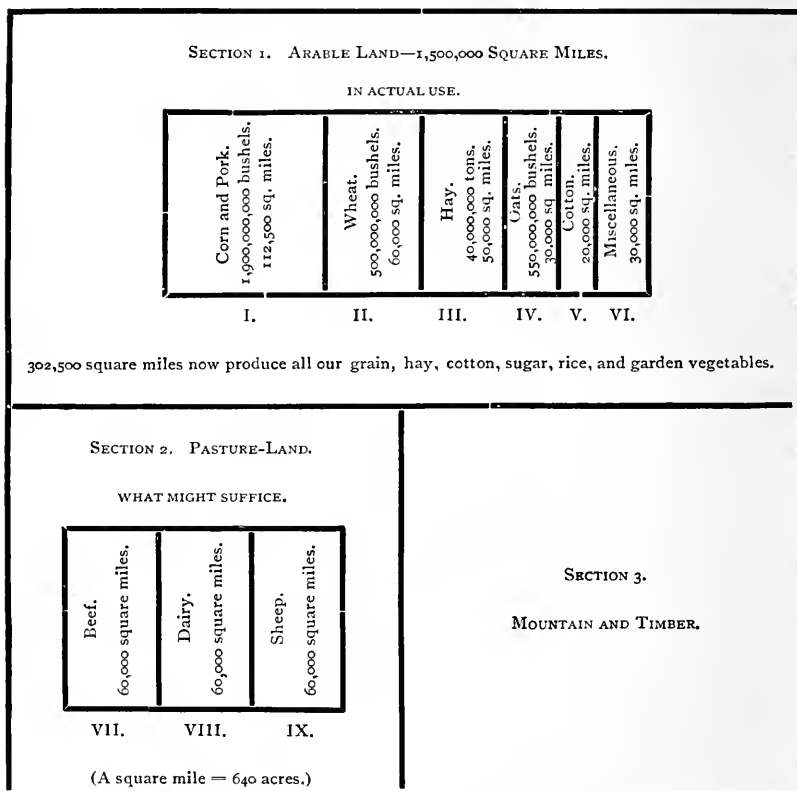 SECTION 1. ARABLE LAND—1,500,000 SQUARE MILES.
IN ACTUAL USE.
Corn and Pork.
1,900,000,000 bushels.
112,500 sq. miles.
Wheat.
500,000,000 bushels.
60,000 sq. miles.
Hay.
40,000,000 tons.
50,000 sq. miles.
Oats.
550,000,000 bushels.
30,000 sq miles.
Cotton.
20,000 sq. miles.
Miscellaneous.
30,000 sq. miles.
I. II. III. IV. V. VI.
302,500 square miles now produce all our grain, hay, cotton, sugar, rice, and garden vegetables.
SECTION 2. PASTURE-LAND.
WHAT MIGHT SUFFICE.
Beef.
60,000 square miles.
Dairy.
60,000 square miles.
Sheep.
60,000 square miles.
VII. VIII. IX.
(A square mile = 640 acres.)
SECTION 3.
MOUNTAIN AND TIMBER.